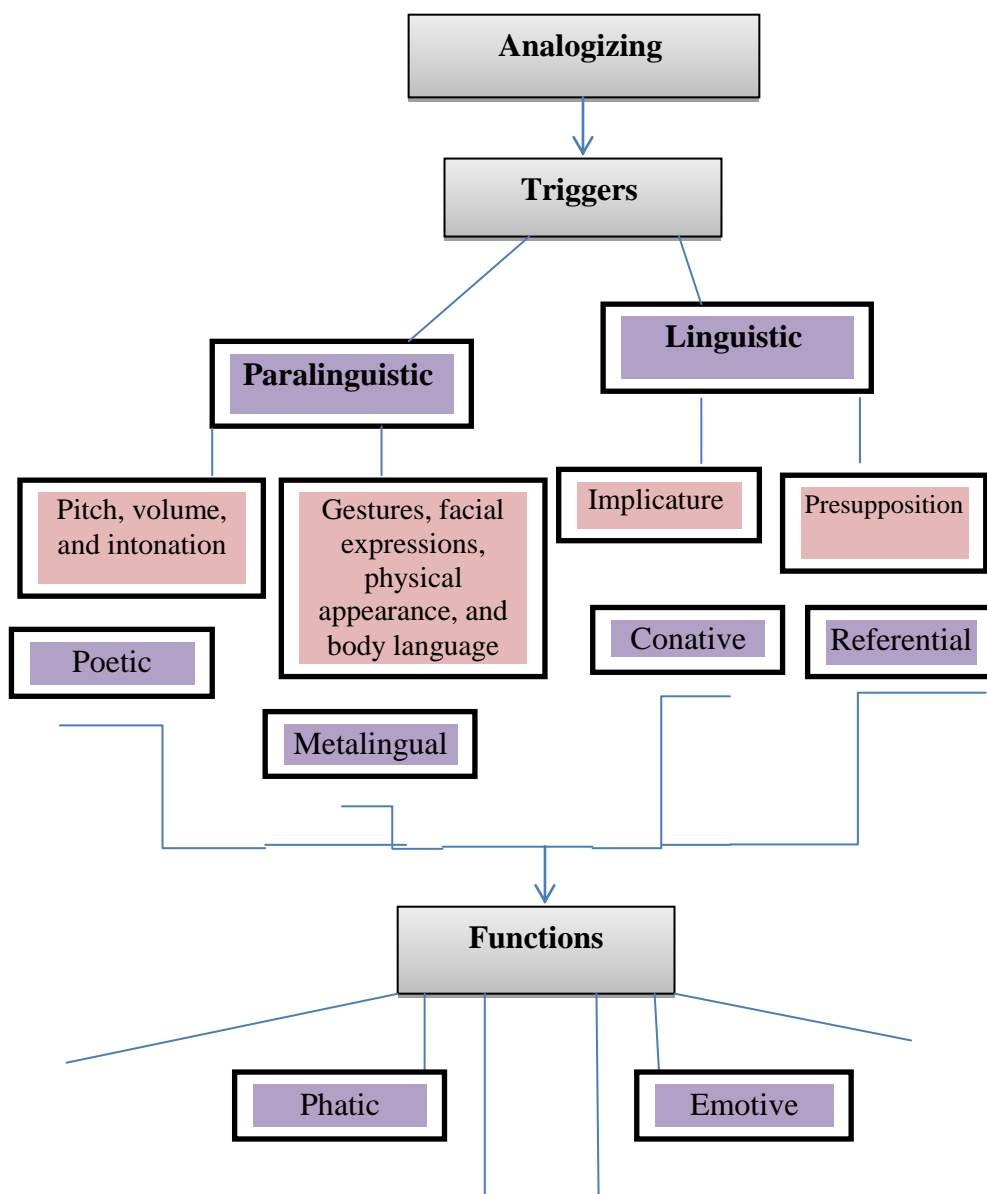 Analogizing
Triggers
Paralinguistic
Linguistic
Pitch, volume,
and intonation
Gestures, facial
expressions,
physical
appearance, and
body language
Implicature
Presupposition
Poetic
Metalingual
Conative
Referential
Functions
Phatic
Emotive